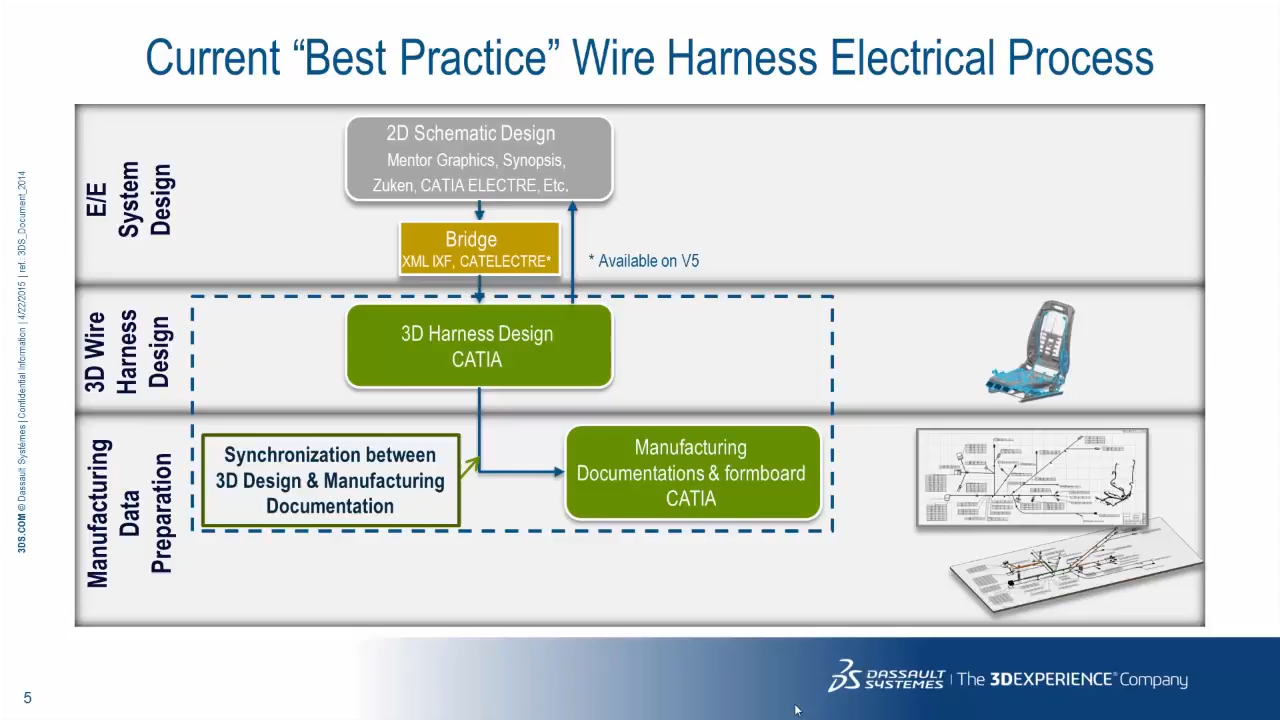 Current “Best Practice” Wire Harness Electrical Process
E/E
System
Design
2D Schematic Design
Mentor Graphics, Synopsis,
Zuken, CATIA ELECTRE, Etc.
Bridge
XML IXF, CATELECTRE*
* Available on V5
3D Wire
Harness
Design
3D Harness Design
CATIA
Manufacturing
Data
Preparation
Synchronization between
3D Design & Manufacturing
Documentation
Manufacturing
Documentations & formboard
CATIA
3DS.COM © Dassault Systèmes | Confidential Information | 4/22/2015 | ref.: 3DS_Document_2014
5
DASSAULT
SYSTEMES
The 3DEXPERIENCE® Company